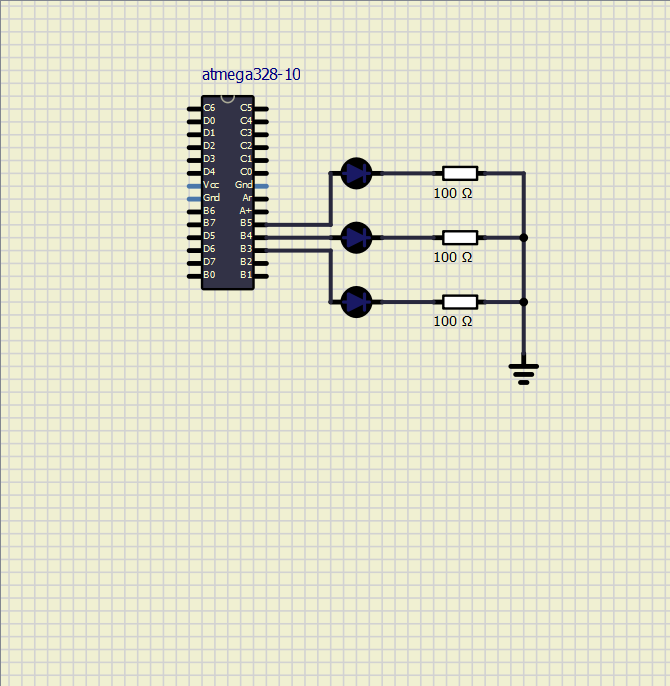 atmega328-10
C6 C5
D0 C4
D1 C3
D2 C2
D3 C1
D4 C0
Vcc Gnd
Gnd Ar
B6 A+
B7 B5
D5 B4
D6 B3
D7 B2
B0 B1
100 Ω
100 Ω
100 Ω